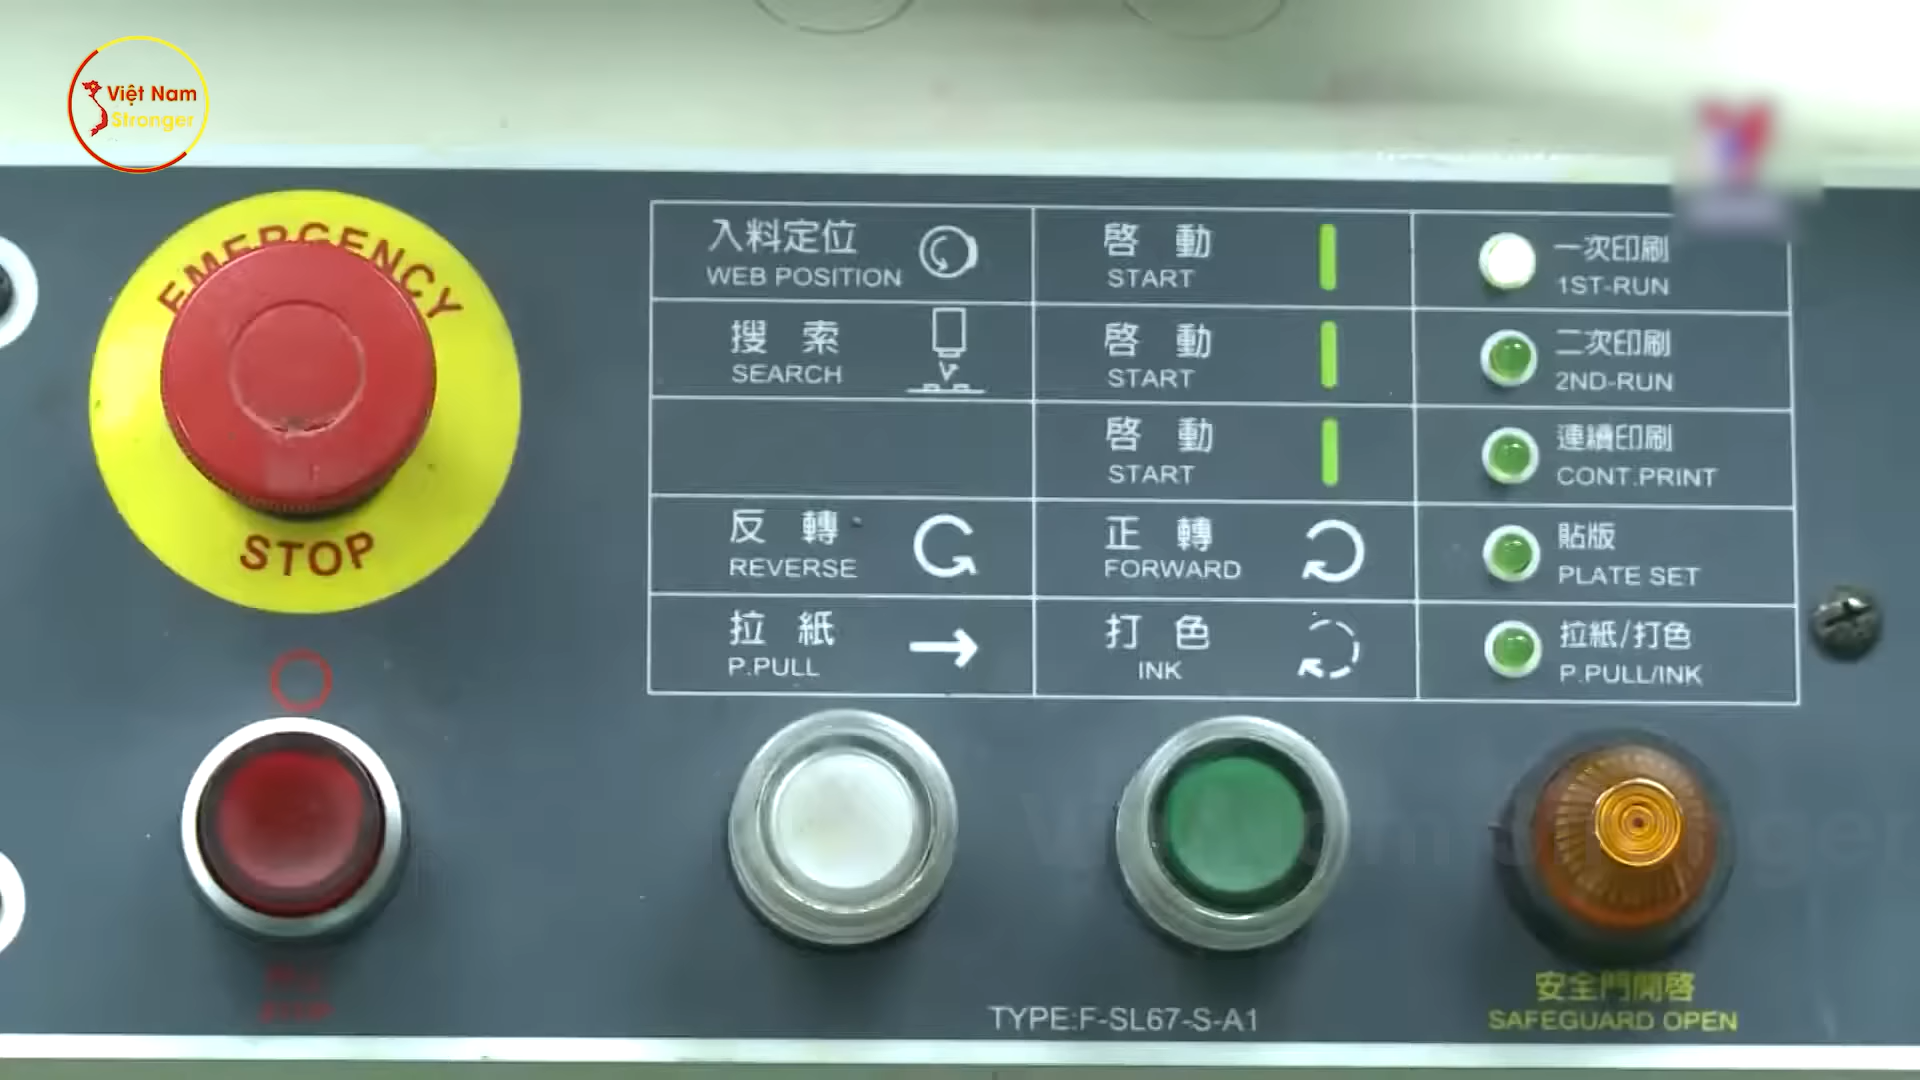 Việt Nam
Stronger
EMERGENCY
STOP
入料定位
WEB POSITION
啓 動
START
一次印刷
1ST-RUN
搜 索
SEARCH
啓 動
START
二次印刷
2ND-RUN
啓 動
START
連續印刷
CONT.PRINT
反 轉
REVERSE
正 轉
FORWARD
貼版
PLATE SET
拉 紙
P.PULL
打 色
INK
拉紙/打色
P.PULL/INK
STOP
TYPE:F-SL67-S-A1
安全門開啓
SAFEGUARD OPEN